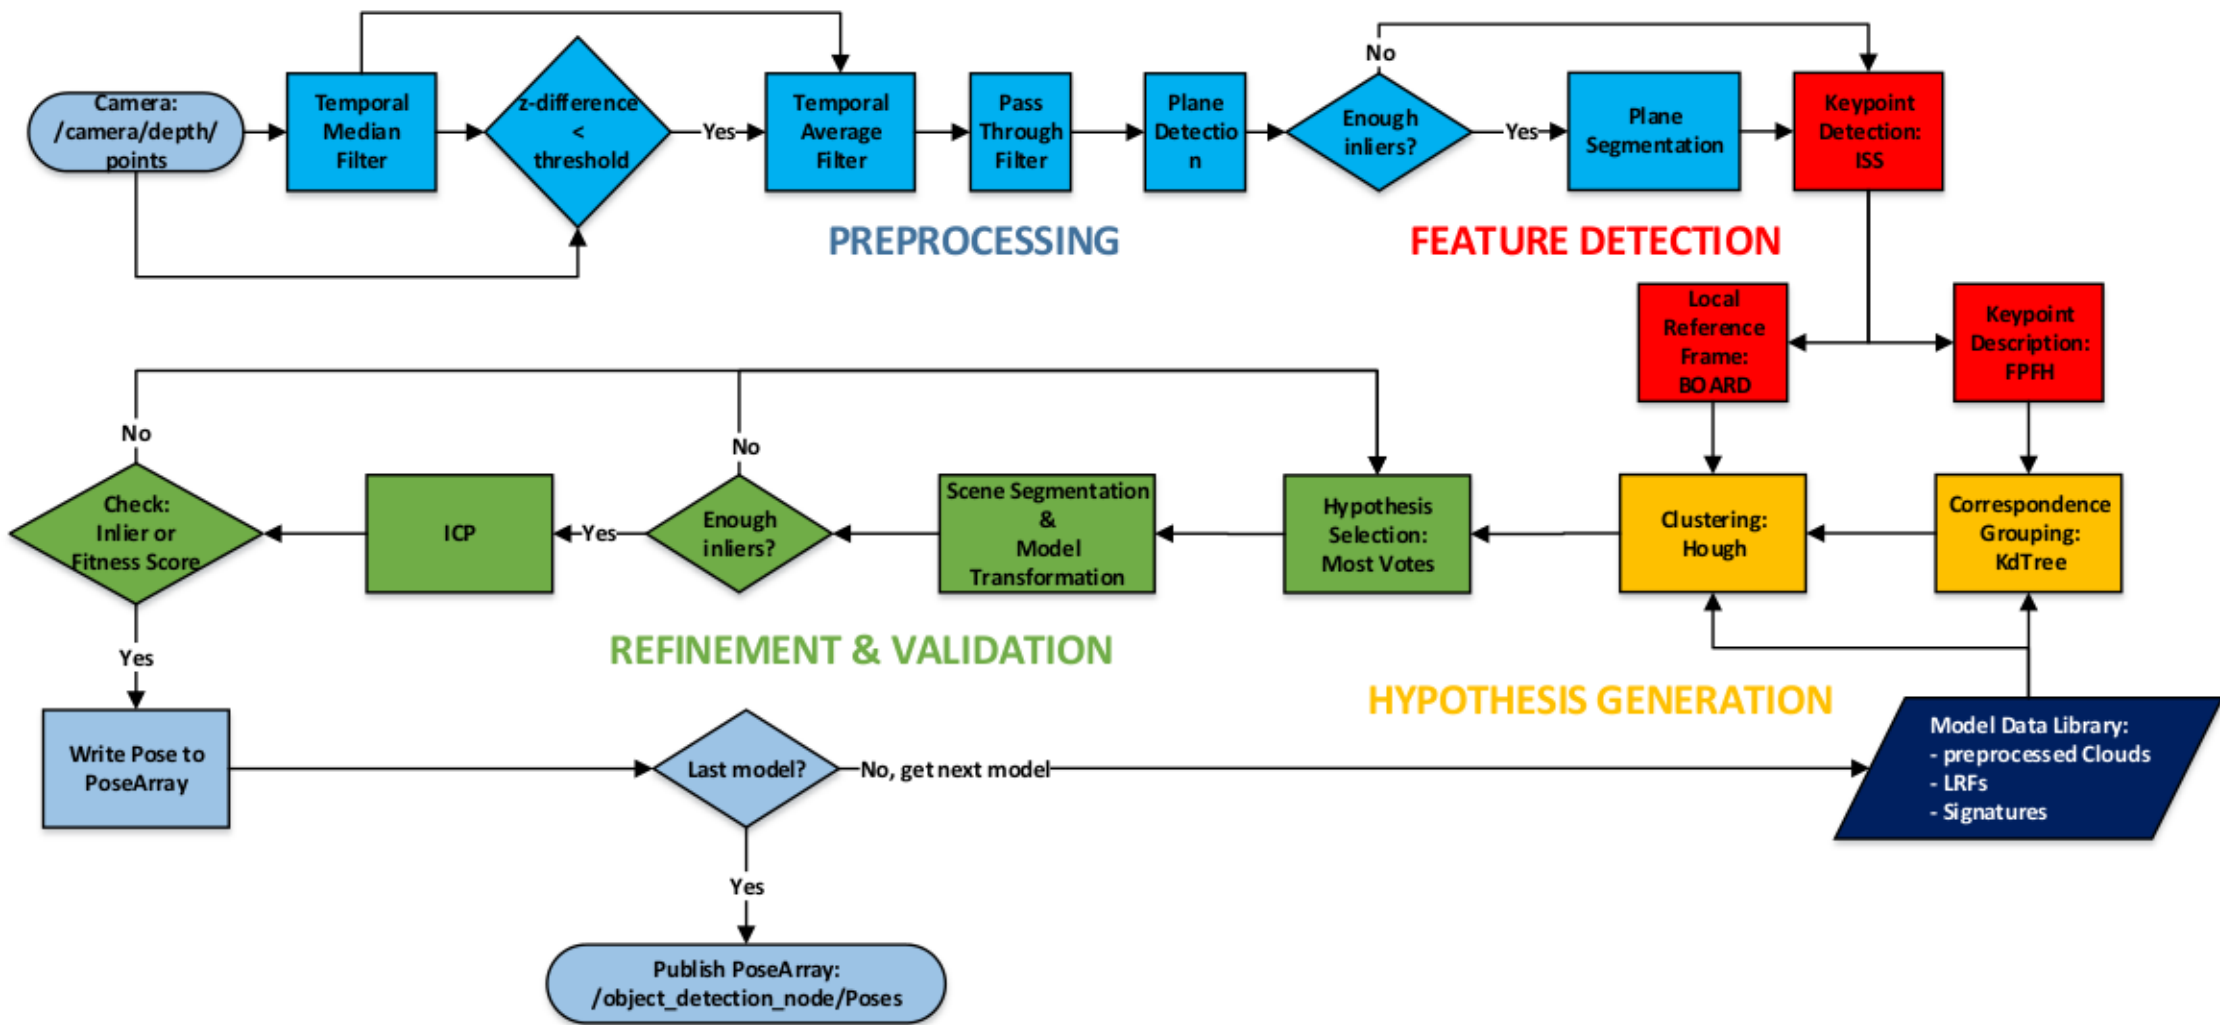 Camera:
/camera/depth/
points
Temporal
Median
Filter
z-difference
<
threshold
Yes
Temporal
Average
Filter
Pass
Through
Filter
Plane
Detectio
n
Enough
inliers?
No
Yes
Plane
Segmentation
Keypoint
Detection:
ISS
PREPROCESSING
FEATURE DETECTION
Local
Reference
Frame:
BOARD
Keypoint
Description:
FPFH
No
Check:
Inlier or
Fitness Score
ICP
Yes
No
Enough
inliers?
Scene Segmentation
&
Model
Transformation
Hypothesis
Selection:
Most Votes
Clustering:
Hough
Correspondence
Grouping:
KdTree
Yes
REFINEMENT & VALIDATION
HYPOTHESIS GENERATION
Write Pose to
PoseArray
Last model?
No, get next model
Model Data Library:
- preprocessed Clouds
- LRFs
- Signatures
Yes
Publish PoseArray:
/object_detection_node/Poses